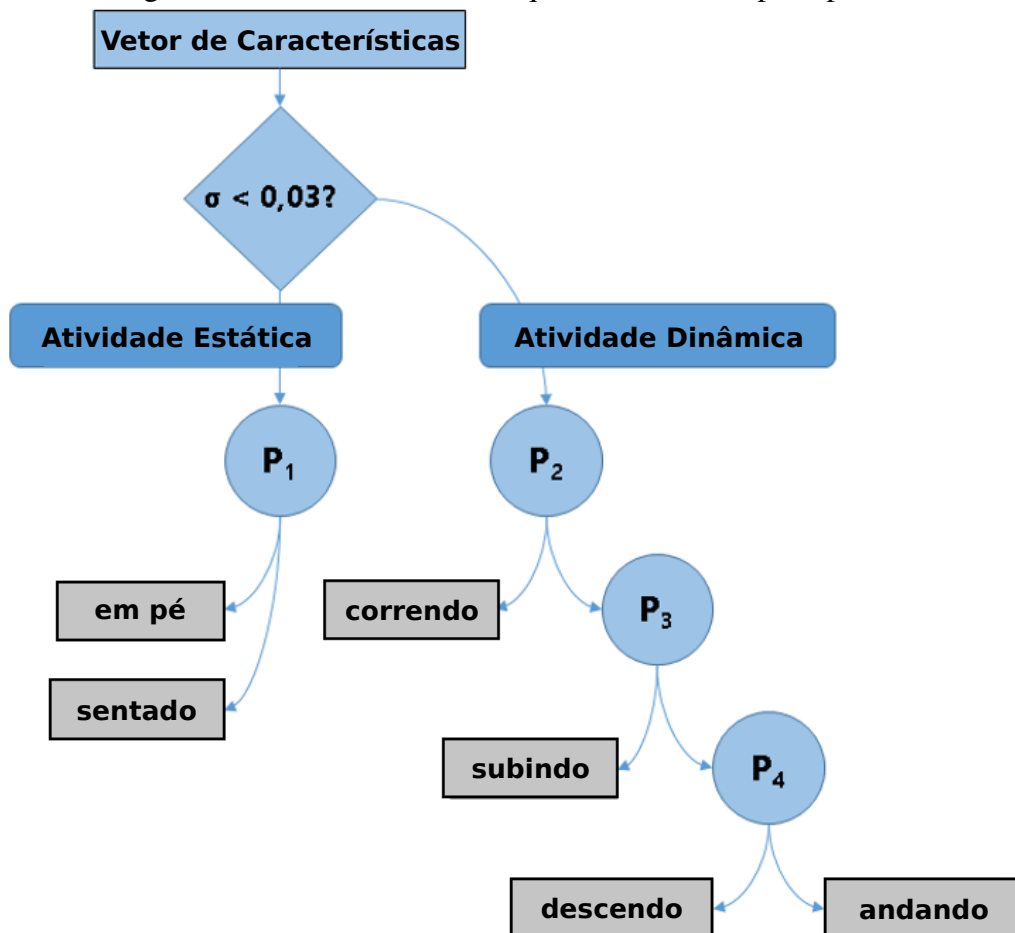 Vetor de Características
σ < 0,03?
Atividade Estática
Atividade Dinâmica
P₁
P₂
em pé
correndo
P₃
sentado
subindo
P₄
descendo
andando